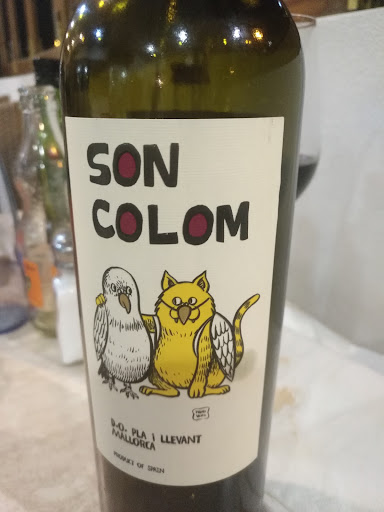 SON
COLOM
D.O. PLA i LLEVANT
MALLORCA
PRODUCT OF SPAIN